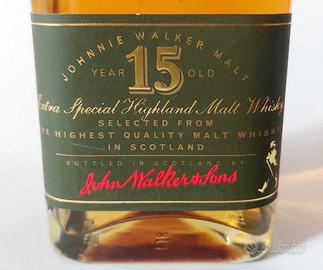 JOHNNIE WALKER MALT
YEAR 15 OLD
Extra Special Highland Malt Whisky
SELECTED FROM
THE HIGHEST QUALITY MALT WHISKY
IN SCOTLAND
BOTTLED IN SCOTLAND BY
John Walker & Sons
subito